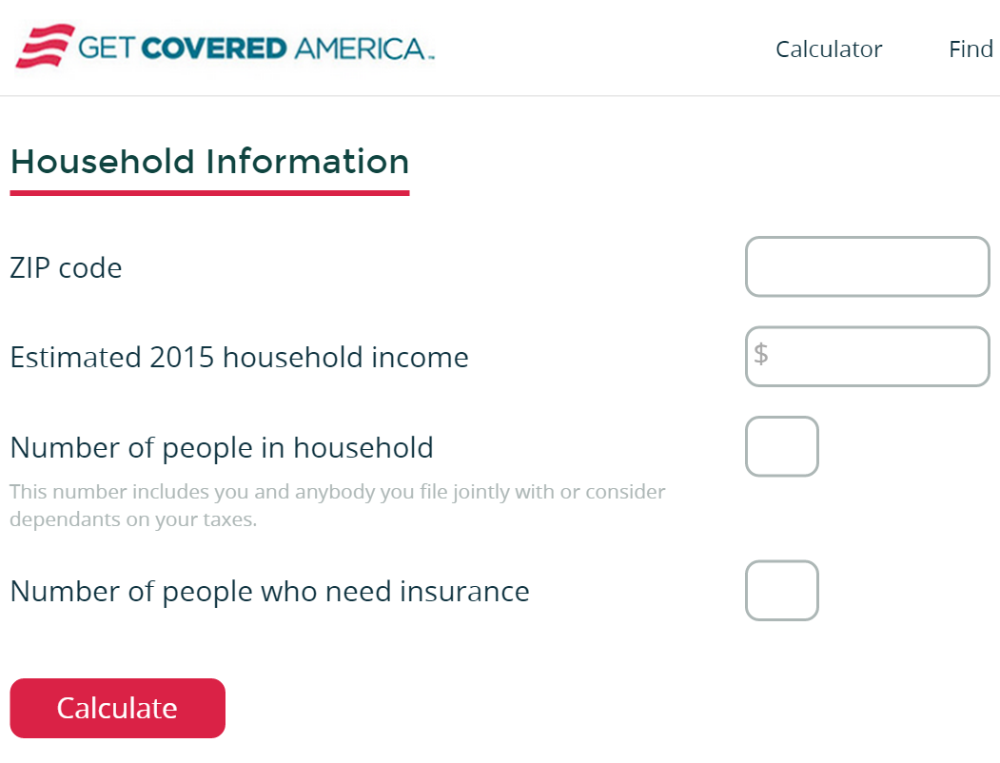 GET COVERED AMERICA™
Calculator
Find
Household Information
ZIP code
Estimated 2015 household income
$
Number of people in household
This number includes you and anybody you file jointly with or consider
dependants on your taxes.
Number of people who need insurance
Calculate